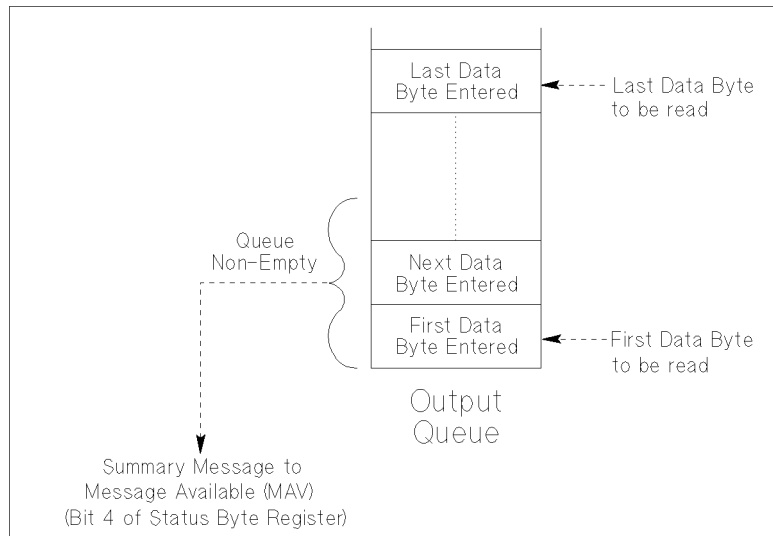 Last Data
Byte Entered
Last Data Byte
to be read
Queue
Non-Empty
Next Data
Byte Entered
First Data
Byte Entered
First Data Byte
to be read
Output
Queue
Summary Message to
Message Available (MAV)
(Bit 4 of Status Byte Register)